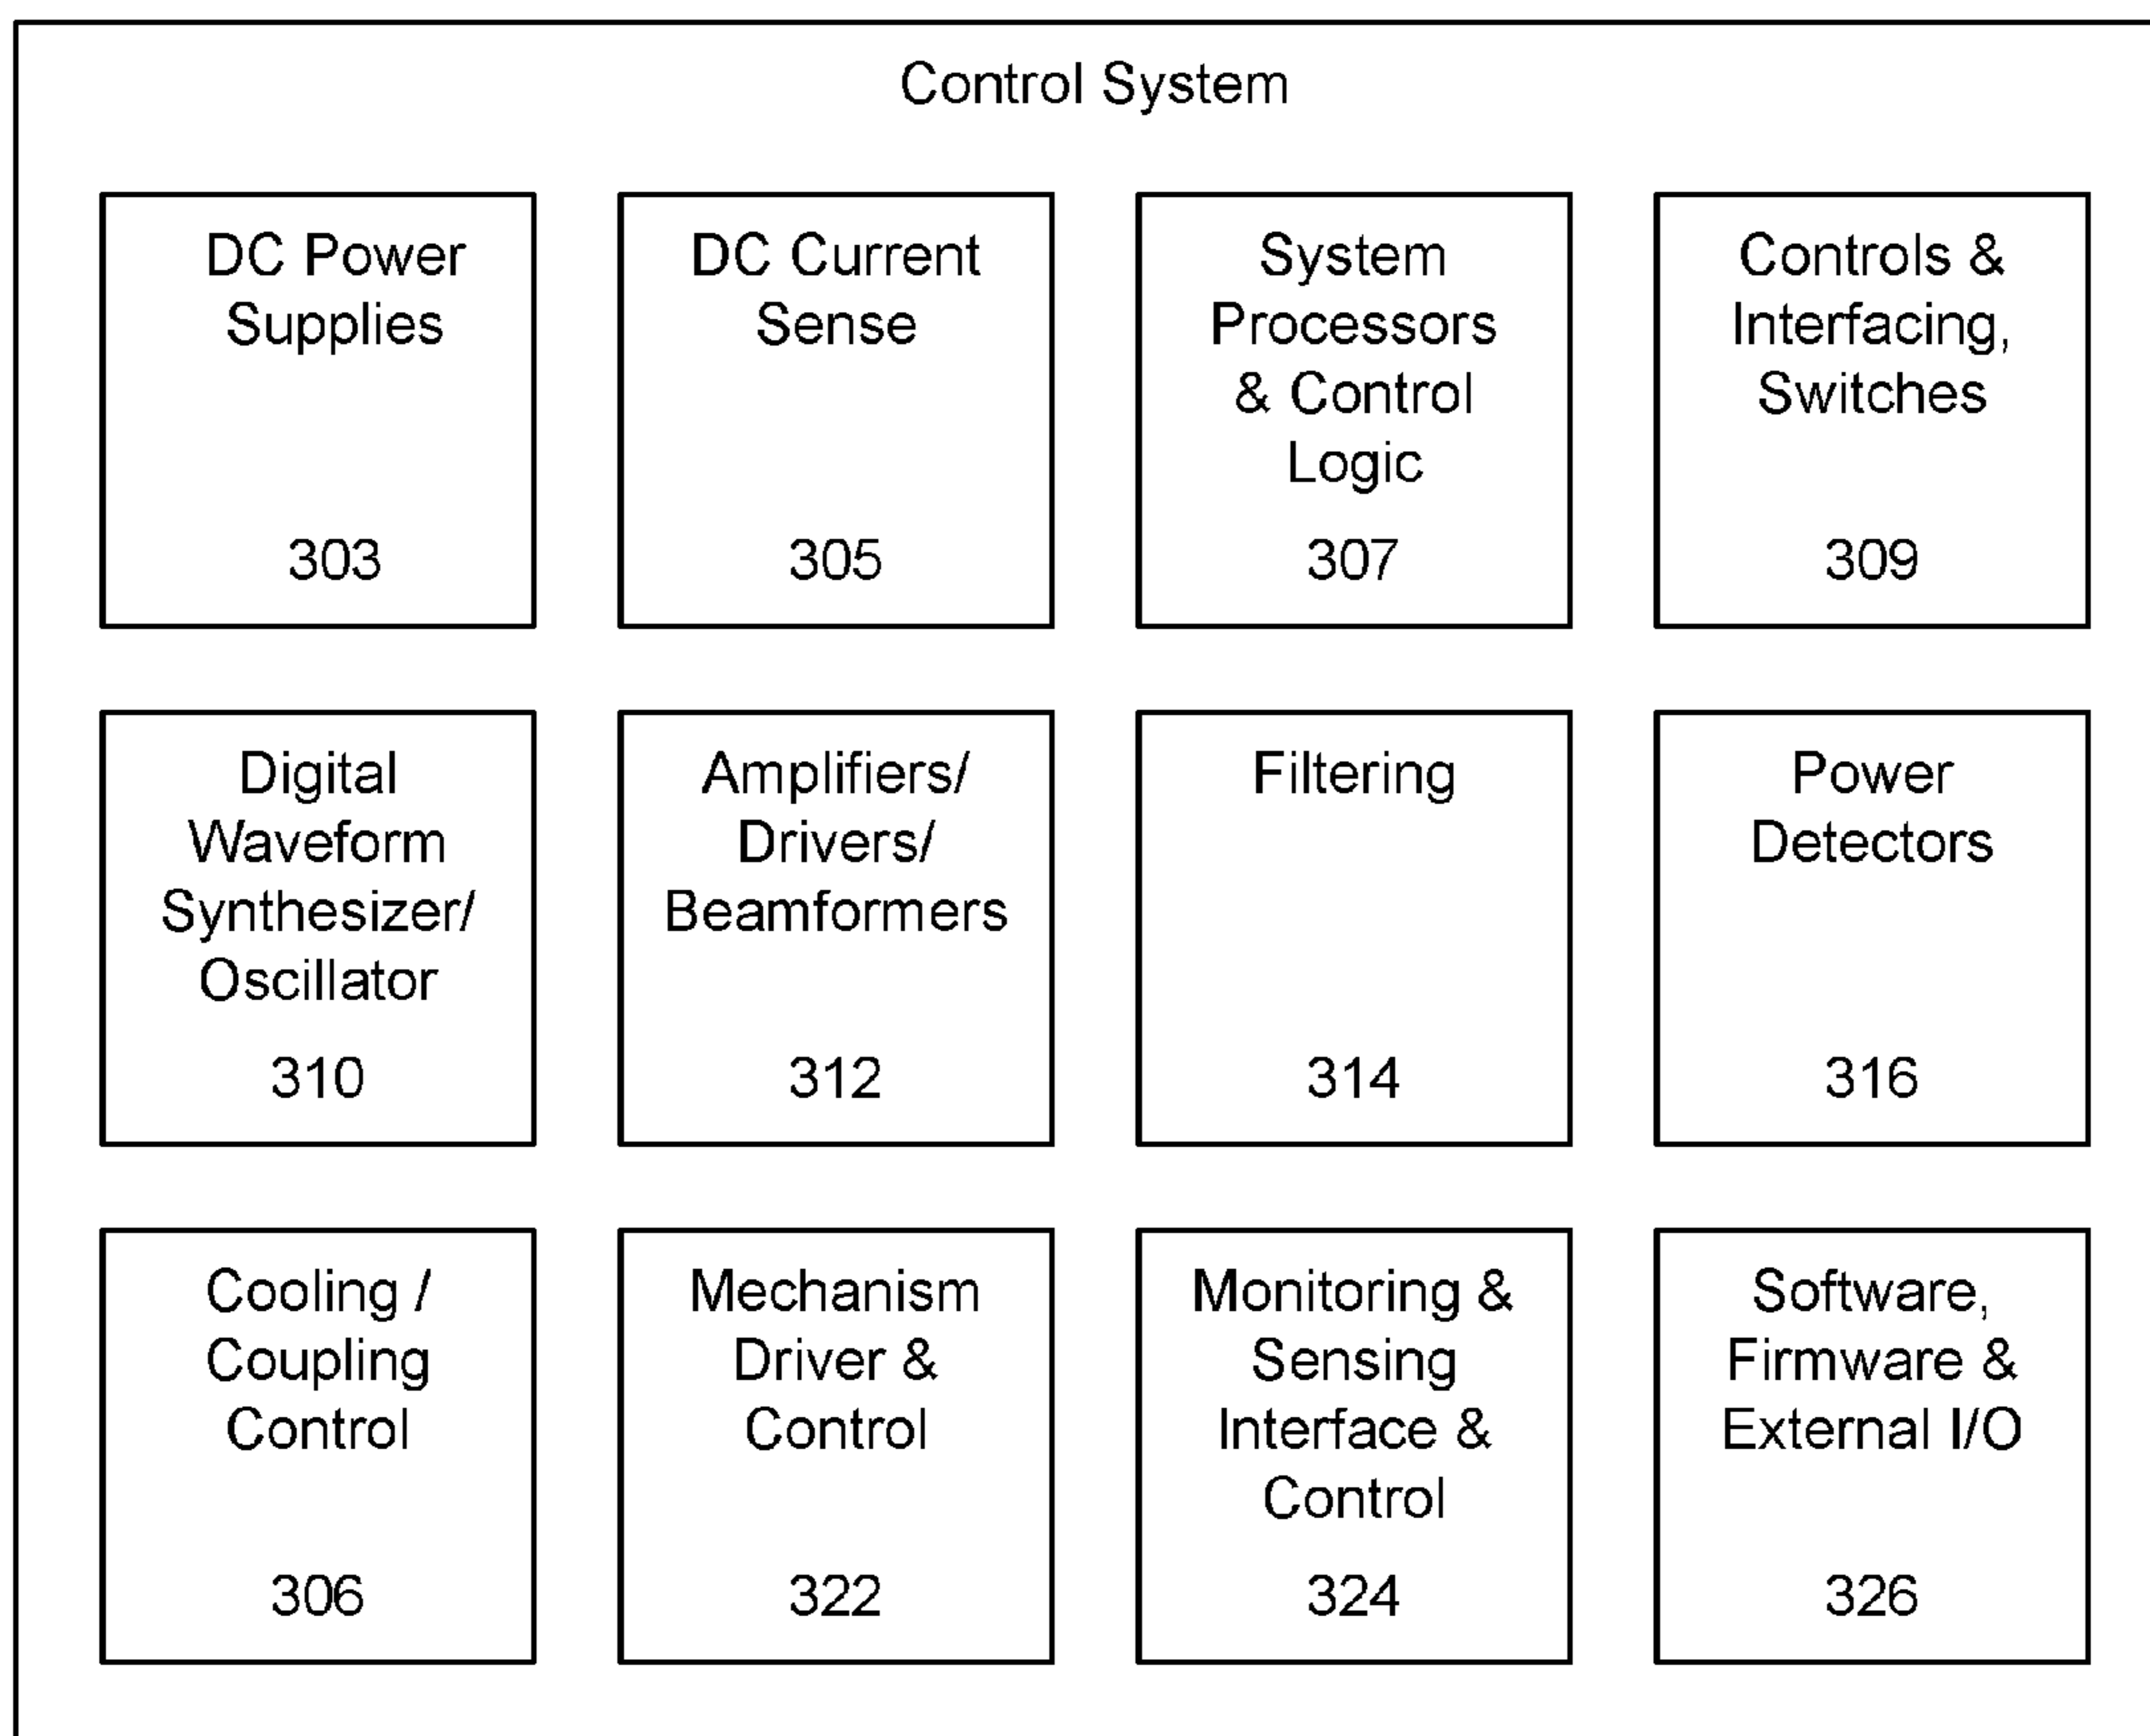 Control System
DC Power
Supplies
303
DC Current
Sense
305
System
Processors
& Control
Logic
307
Controls &
Interfacing,
Switches
309
Digital
Waveform
Synthesizer/
Oscillator
310
Amplifiers/
Drivers/
Beamformers
312
Filtering
314
Power
Detectors
316
Cooling /
Coupling
Control
306
Mechanism
Driver &
Control
322
Monitoring &
Sensing
Interface &
Control
324
Software,
Firmware &
External I/O
326